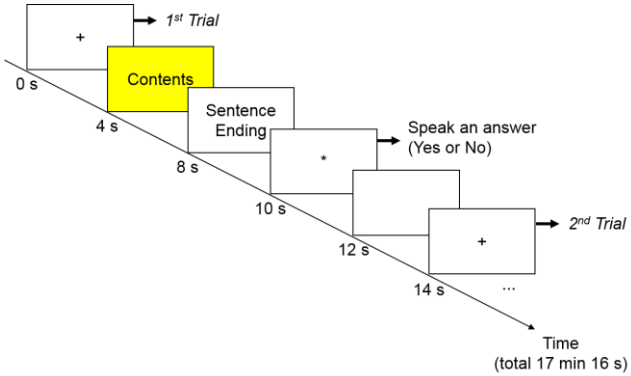 +
1st Trial
0 s
Contents
4 s
Sentence
Ending
8 s
*
Speak an answer
(Yes or No)
10 s
12 s
+
2nd Trial
14 s
...
Time
(total 17 min 16 s)